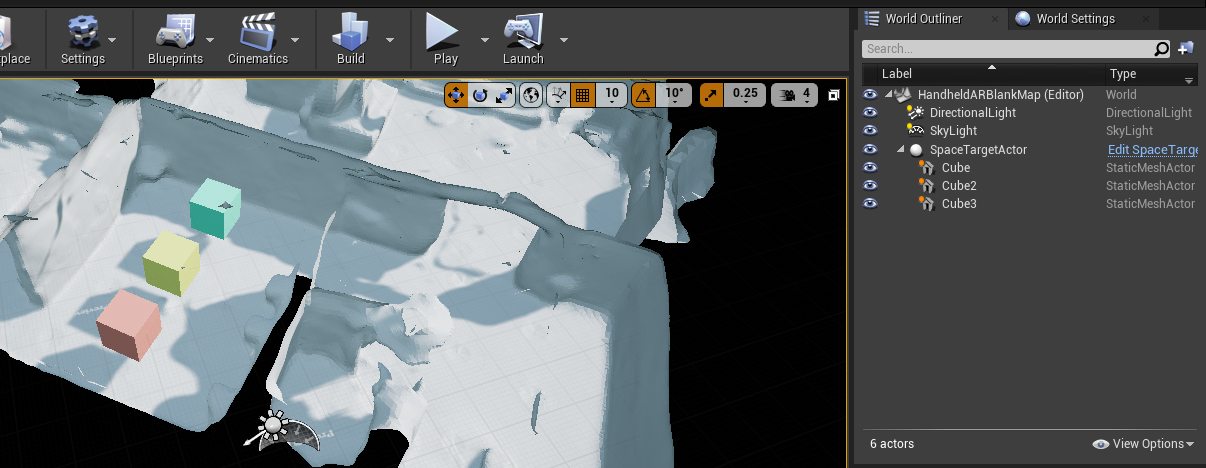 place
Settings
Blueprints
Cinematics
Build
Play
Launch
10
10°
0.25
4
World Outliner
World Settings
Search...
Label
Type
HandheldARBlankMap (Editor)
World
DirectionalLight
DirectionalLight
SkyLight
SkyLight
SpaceTargetActor
Edit SpaceTarge
Cube
StaticMeshActor
Cube2
StaticMeshActor
Cube3
StaticMeshActor
6 actors
View Options